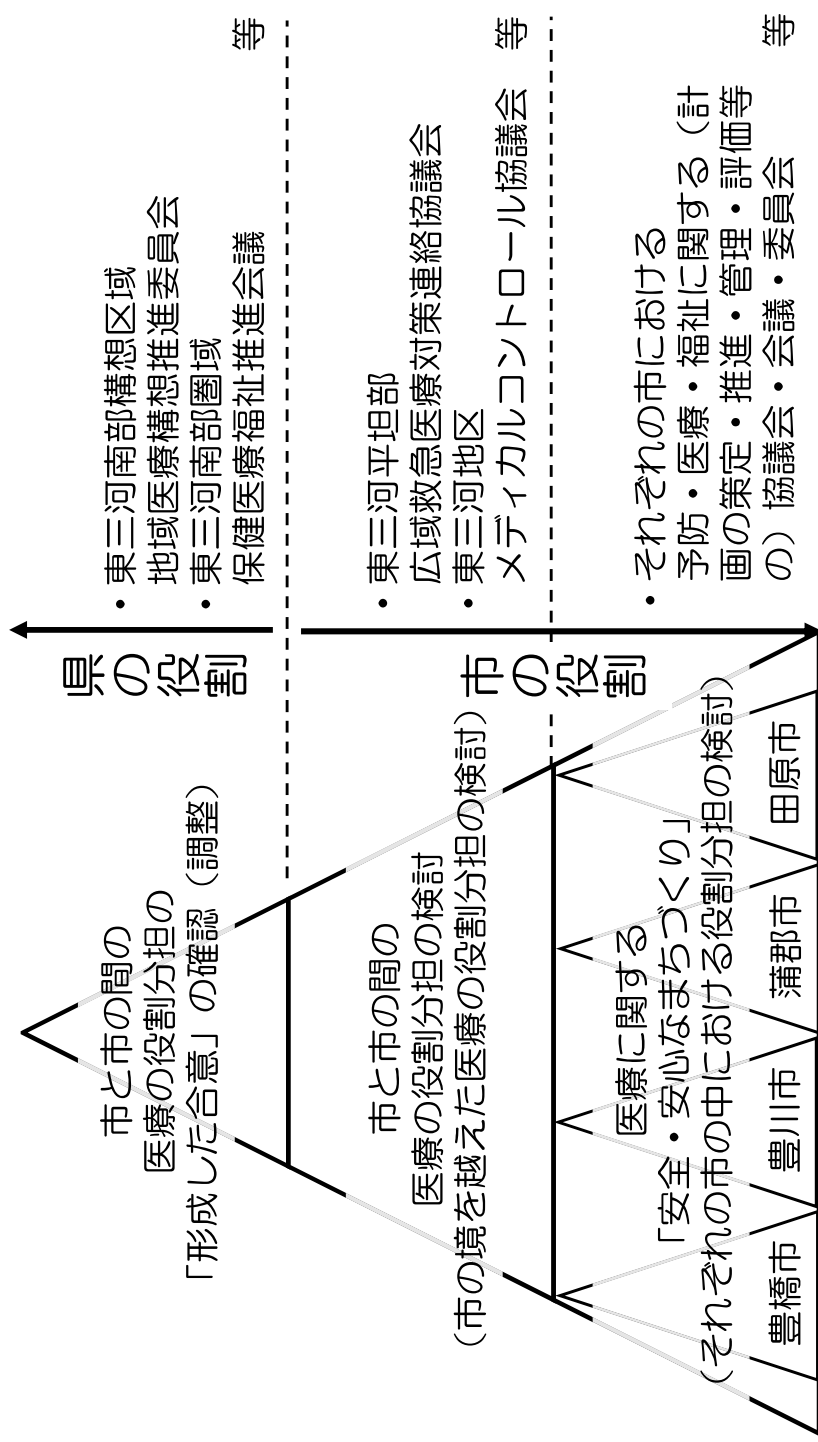 市と市の間の
医療の役割分担の
「形成した合意」の確認（調整）
県の役割
・東三河南部構想区域
地域医療構想推進委員会
・東三河南部圏域
保健医療福祉推進会議
等
市と市の間の
医療の役割分担の検討
（市の境を越えた医療の役割分担の検討）
市の役割
・東三河平坦部
広域救急医療対策連絡協議会
・東三河地区
メディカルコントロール協議会
等
医療に関する
「安全・安心なまちづくり」
（それぞれの市の中における役割分担の検討）
豊橋市
豊川市
蒲郡市
田原市
・それぞれの市における
予防・医療・福祉に関する（計
画の策定・推進・管理・評価等
の）協議会・会議・委員会
等